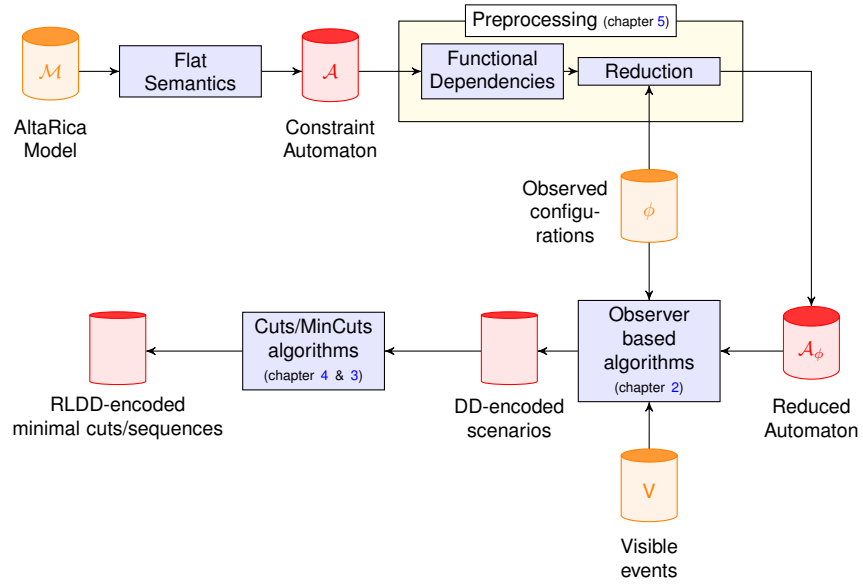 Preprocessing (chapter 5)
M
Flat
Semantics
A
Functional
Dependencies
Reduction
AltaRica
Model
Constraint
Automaton
Observed
configu-
rations
ϕ
Cuts/MinCuts
algorithms
(chapter 4 & 3)
Observer
based
algorithms
(chapter 2)
Aϕ
RLDD-encoded
minimal cuts/sequences
DD-encoded
scenarios
Reduced
Automaton
V
Visible
events